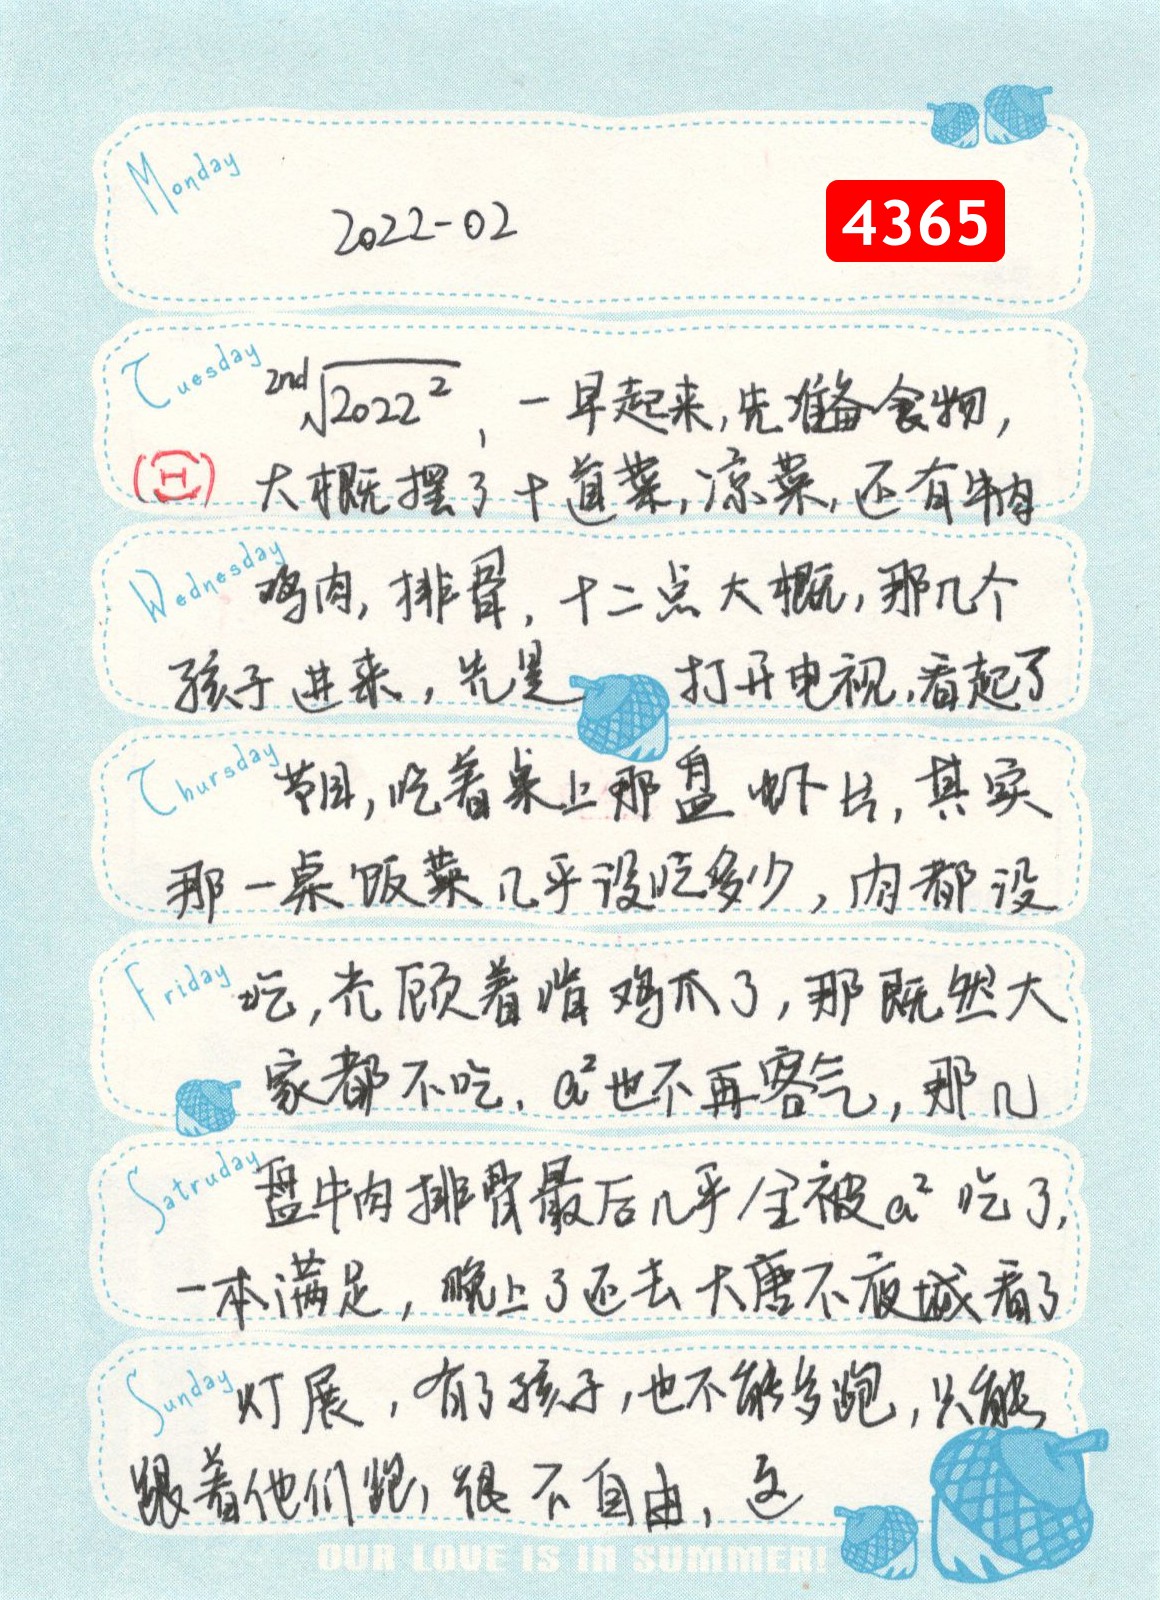 Monday
2022-02
4365
Tuesday
2nd√2022²，一早起来，先准备食物，
(三) 大概摆了十道菜，凉菜，还有牛肉
Wednesday
鸡肉，排骨，十二点大概，那几个
孩子进来，先是打开电视，看起了
Thursday
节目，吃着桌上那盘虾片，其实
那一桌饭菜几乎没吃多少，肉都没
Friday
吃，光顾着啃鸡爪了，那既然大
家都不吃，a²也不再客气，那几
Satruday
盘牛肉排骨最后几乎全被a²吃了，
一本满足，晚上了还去大唐不夜城看了
Sunday
灯展，有了孩子，也不能多跑，只能
跟着他们跑，很不自由，这
OUR LOVE IS IN SUMMER!